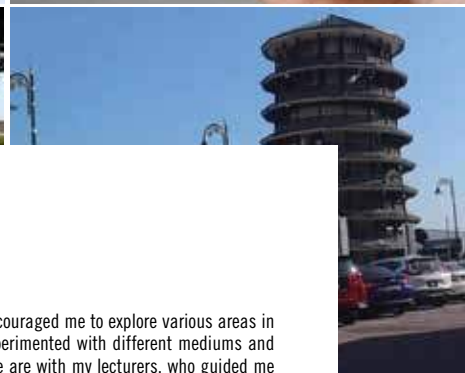 couraged me to explore various areas in
perimented with different mediums and
e are with my lecturers, who guided me